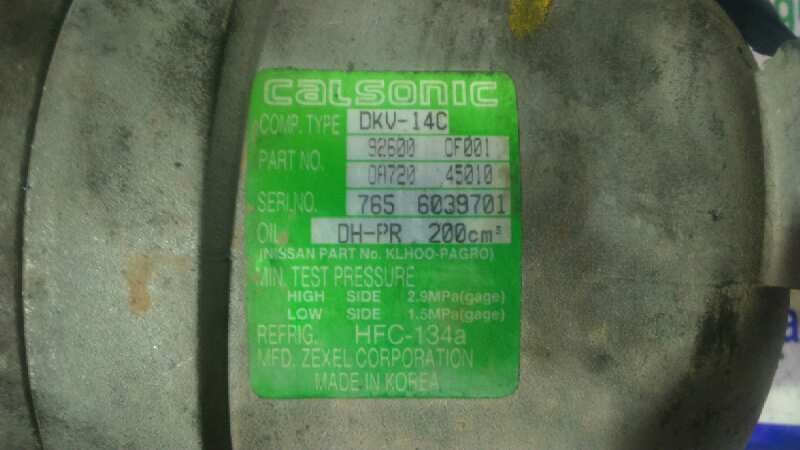 CALSONIC
COMP. TYPE DKV-14C
PART NO. 92600 0F001
0A720 45010
SERI.NO. 765 6039701
OIL DH-PR 200cm³
(NISSAN PART No. KLHOO-PAGRO)
MIN. TEST PRESSURE
HIGH SIDE 2.9MPa(gage)
LOW SIDE 1.5MPa(gage)
REFRIG. HFC-134a
MFD. ZEXEL CORPORATION
MADE IN KOREA